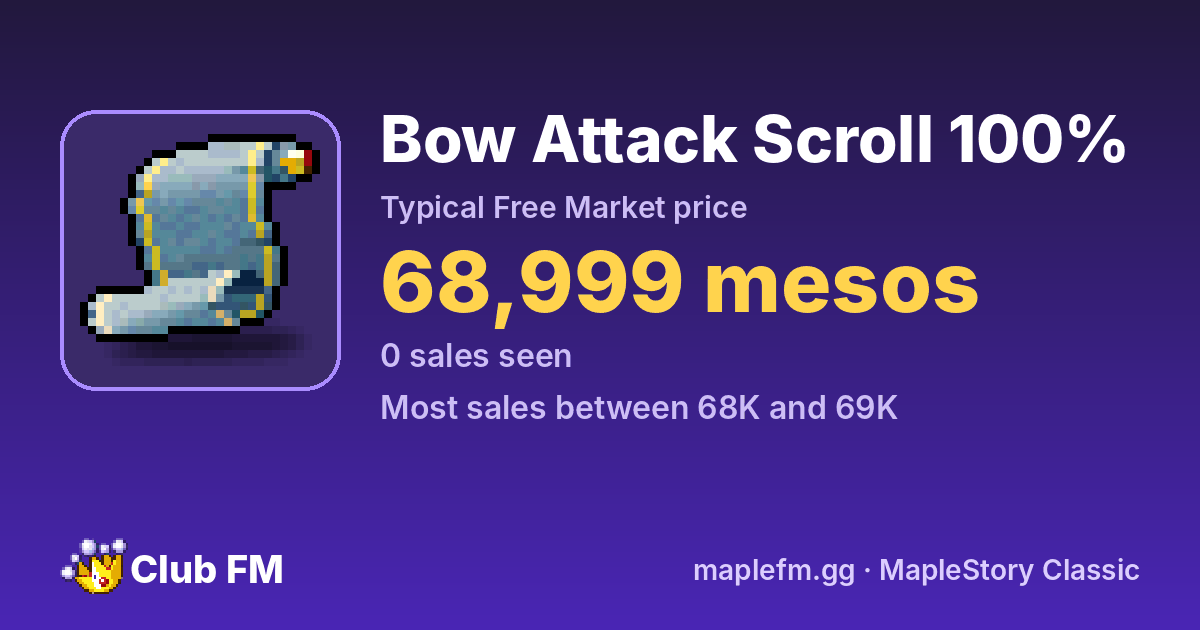 Bow Attack Scroll 100%
Typical Free Market price
68,999 mesos
0 sales seen
Most sales between 68K and 69K
Club FM
maplefm.gg · MapleStory Classic